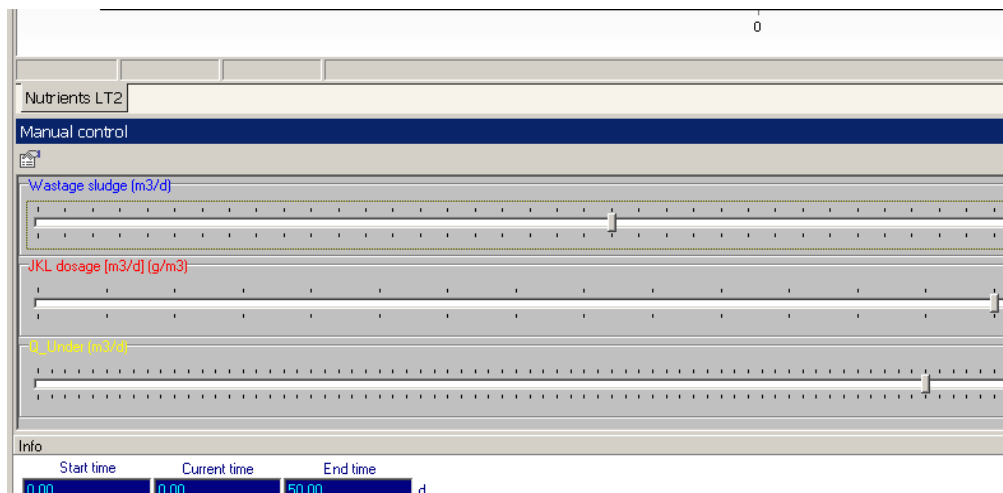 0
Nutrients LT2
Manual control
Wastage sludge (m3/d)
JKL dosage [m3/d] (g/m3)
Q_Under (m3/d)
Info
Start time Current time End time
0.00 0.00 50.00 d